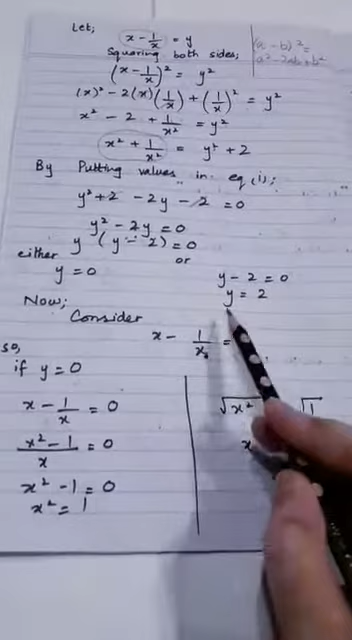 Let; x - 1/x = y
Squaring both sides; (a - b)² =
a² - 2ab + b²
(x - 1/x)² = y²
(x)² - 2(x)(1/x) + (1/x)² = y²
x² - 2 + 1/x² = y²
x² + 1/x² = y² + 2
By Putting values in eq(i);
y² + 2 - 2y - 2 = 0
y² - 2y = 0
y (y - 2) = 0
either or
y = 0 y - 2 = 0
y = 2
Now;
Consider
x - 1/x =
so,
if y = 0
x - 1/x = 0
x² - 1/x = 0
x² - 1 = 0
x² = 1
√x² √1
x